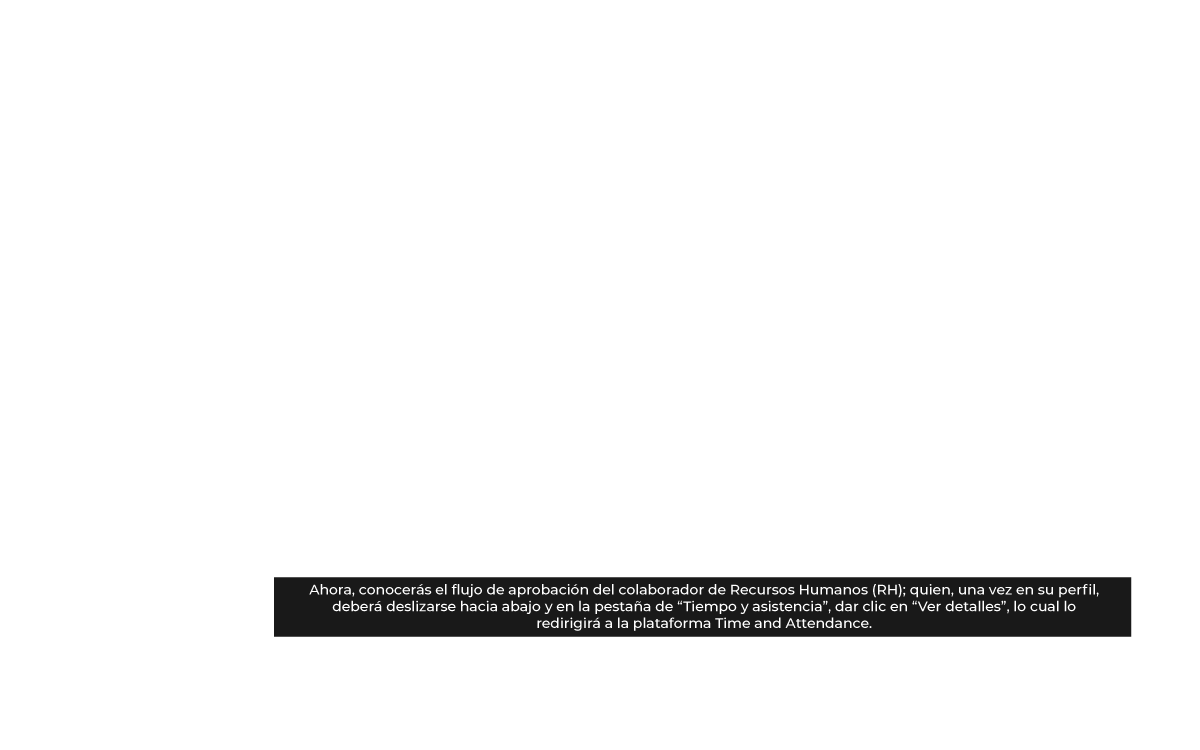 Ahora, conocerás el flujo de aprobación del colaborador de Recursos Humanos (RH); quien, una vez en su perfil,
deberá deslizarse hacia abajo y en la pestaña de “Tiempo y asistencia”, dar clic en “Ver detalles”, lo cual lo
redirigirá a la plataforma Time and Attendance.